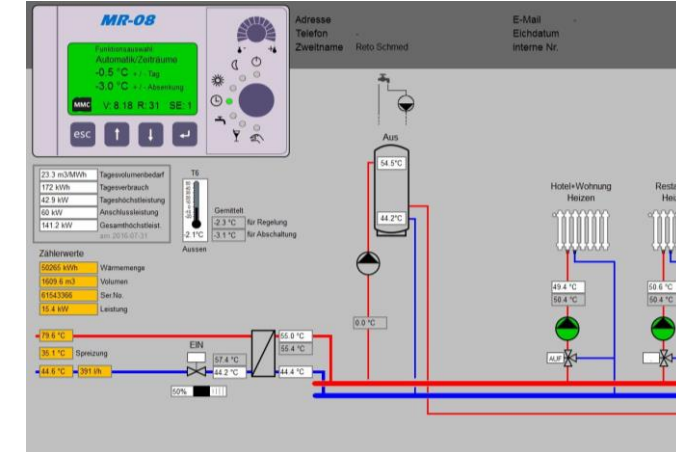 MR-08
Funktionsauswahl
Automatik/Zeiträume
-0.5 °C + / - Tag
-3.0 °C + / - Absenkung
MMC V: 8.18 R: 31 SE: 1
esc
Adresse
Telefon -
Zweitname Reto Schmed
E-Mail -
Eichdatum
interne Nr.
23.3 m3/MWh Tagesvolumenbedarf
172 kWh Tagesverbrauch
42.9 kW Tageshöchstleistung
60 kW Anschlussleistung
141.2 kW Gesamthöchstleist.
am 2016-07-31
T6
-2.1°C
Aussen
Gemittelt
-2.3 °C für Regelung
-3.1 °C für Abschaltung
Zählerwerte
50265 kWh Wärmemenge
1609.6 m3 Volumen
61543366 Ser.No.
15.4 kW Leistung
79.6 °C
35.1 °C Spreizung
44.6 °C 391 l/h
EIN
57.4 °C
44.2 °C
50%
55.0 °C
55.4 °C
44.4 °C
Aus
54.5°C
44.2°C
0.0 °C
Hotel+Wohnung
Heizen
49.4 °C
50.4 °C
AUF
Resta
Hei
50.6 °C
50.4 °C